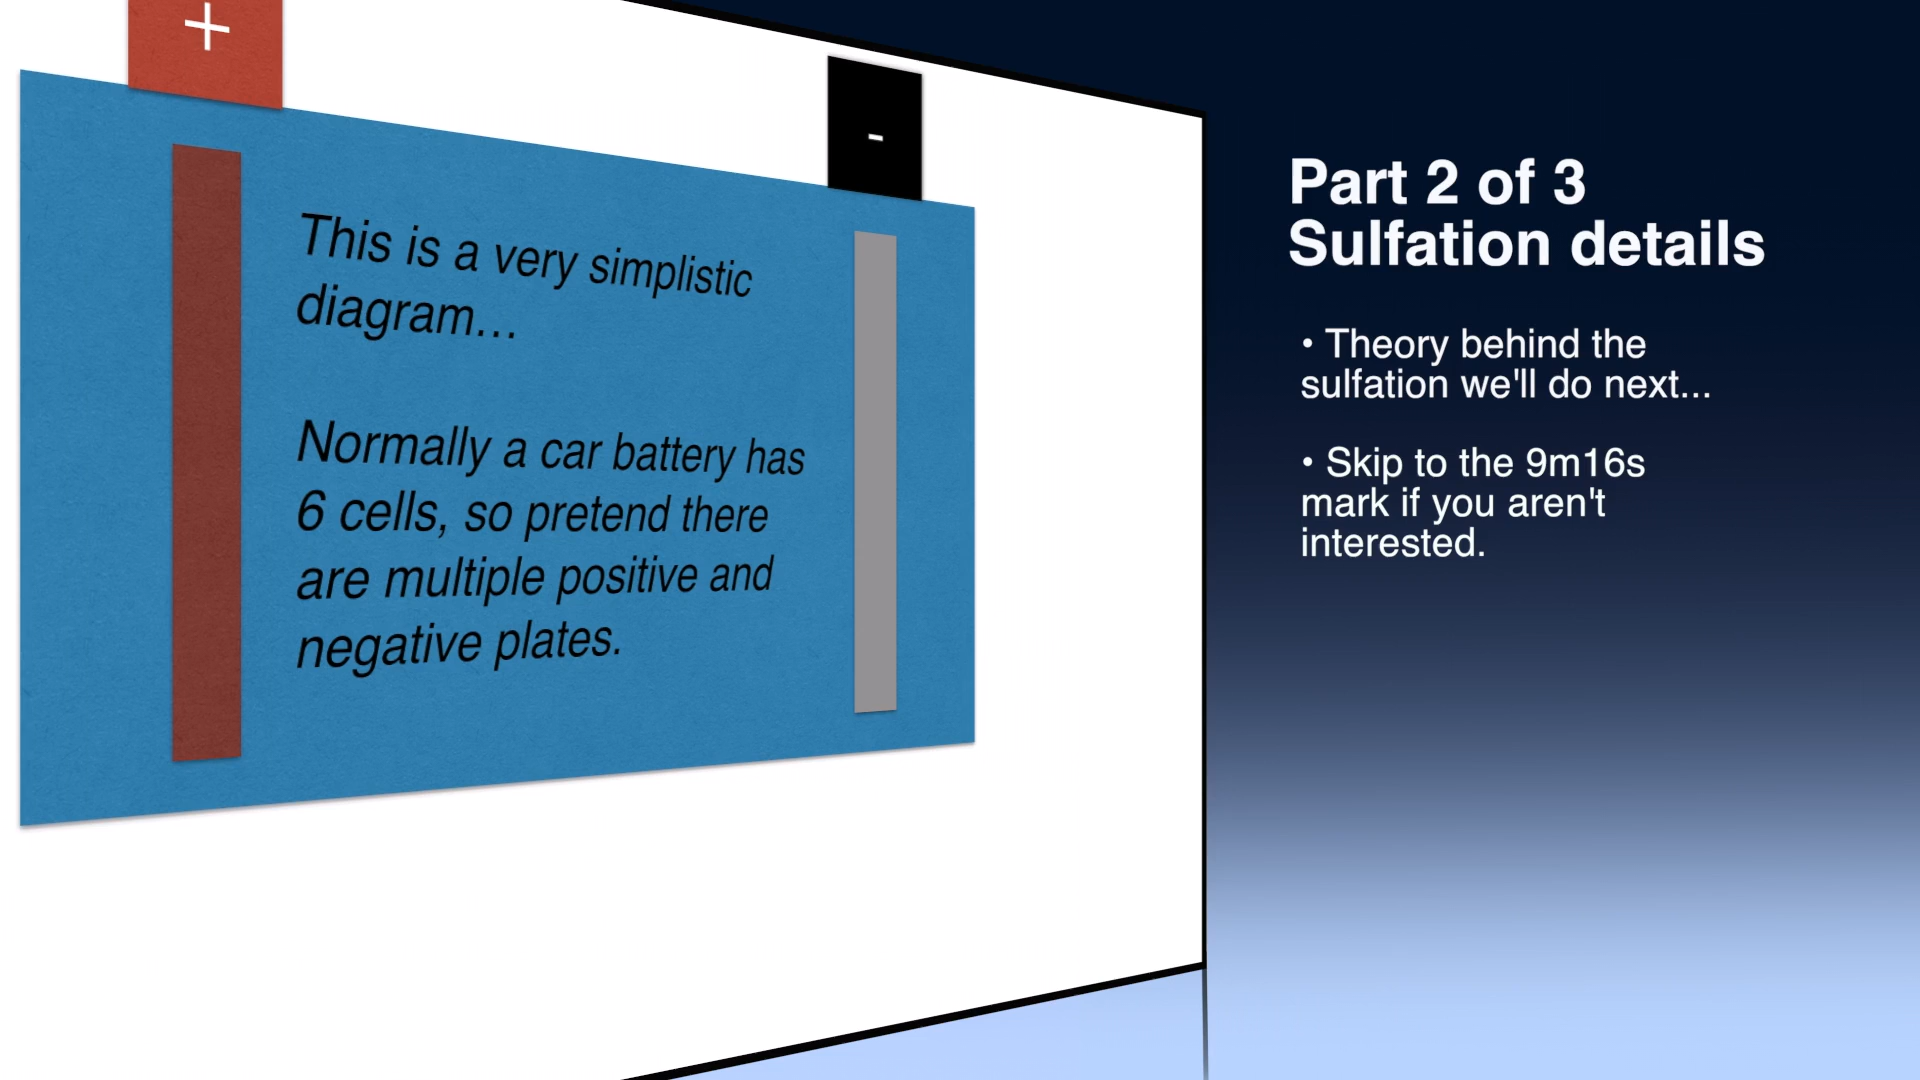 +
-
This is a very simplistic
diagram...
Normally a car battery has
6 cells, so pretend there
are multiple positive and
negative plates.
Part 2 of 3
Sulfation details
• Theory behind the
sulfation we'll do next...
• Skip to the 9m16s
mark if you aren't
interested.